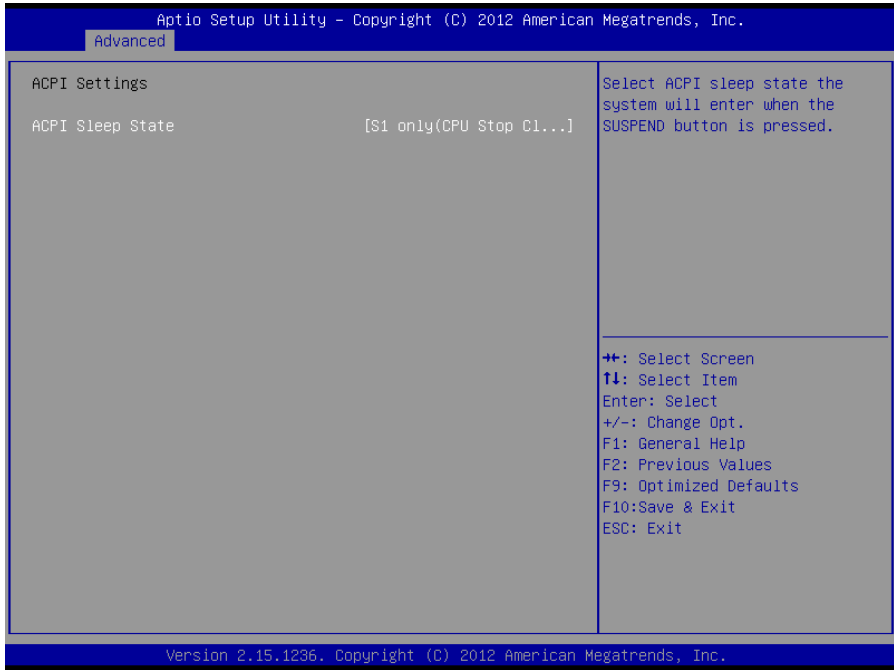 Aptio Setup Utility – Copyright (C) 2012 American Megatrends, Inc.
Advanced
ACPI Settings
ACPI Sleep State [S1 only(CPU Stop Cl...]
Select ACPI sleep state the
system will enter when the
SUSPEND button is pressed.
→←: Select Screen
↑↓: Select Item
Enter: Select
+/-: Change Opt.
F1: General Help
F2: Previous Values
F9: Optimized Defaults
F10:Save & Exit
ESC: Exit
Version 2.15.1236. Copyright (C) 2012 American Megatrends, Inc.